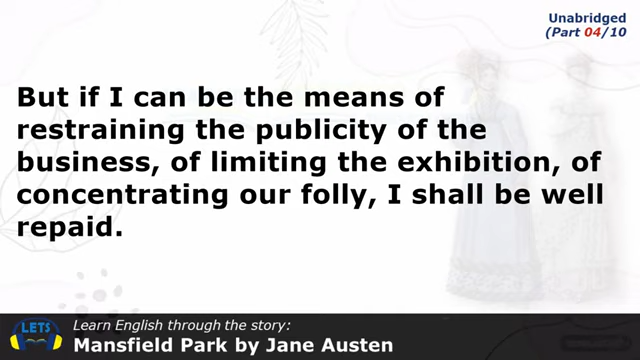 Unabridged
(Part 04/10
But if I can be the means of
restraining the publicity of the
business, of limiting the exhibition, of
concentrating our folly, I shall be well
repaid.
LETS
Learn English through the story:
Mansfield Park by Jane Austen